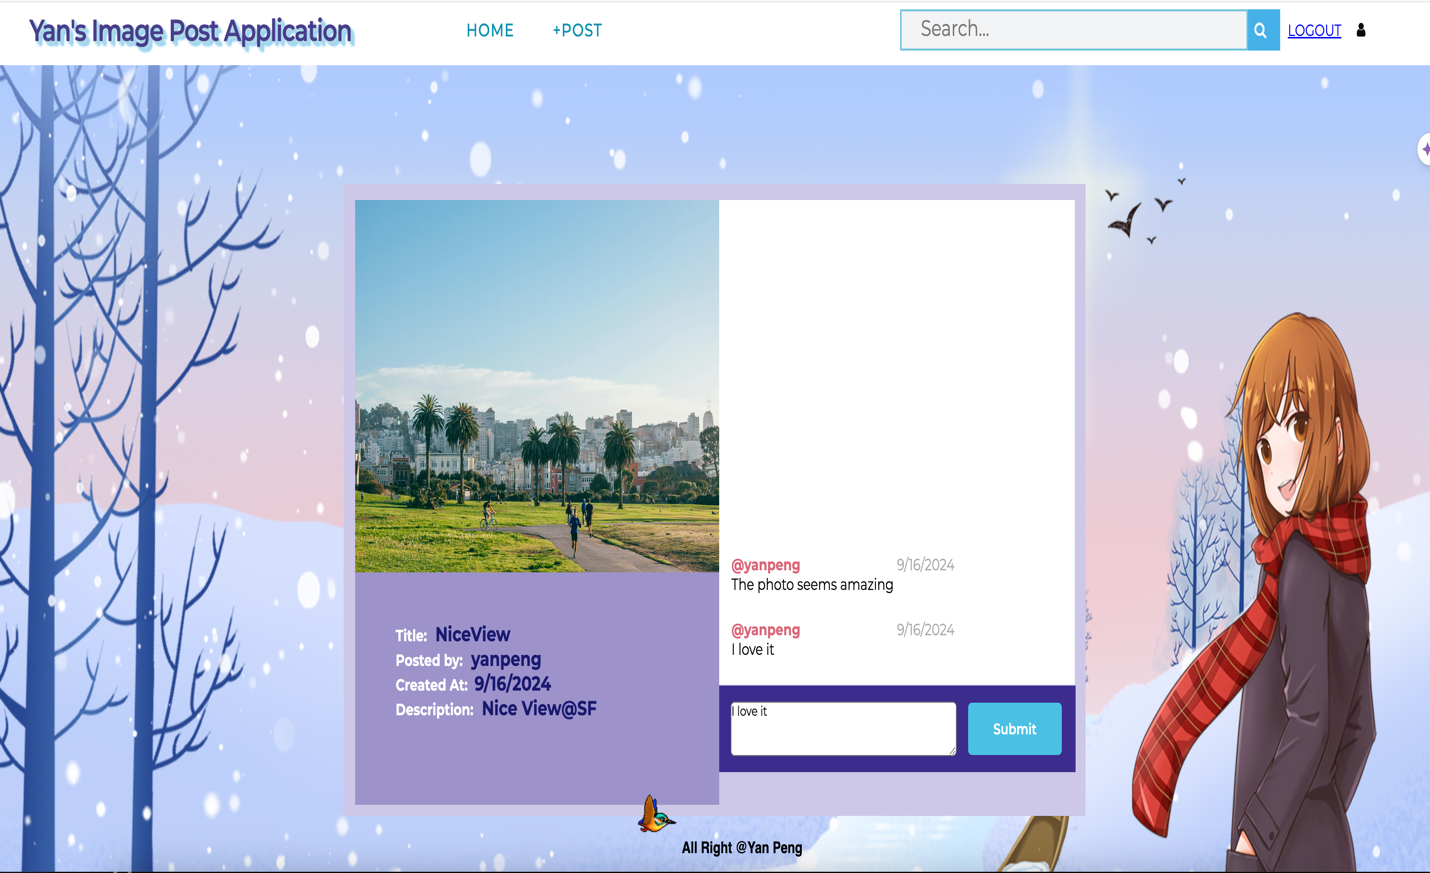 Yan's Image Post Application
HOME
+POST
Search...
LOGOUT
@yanpeng 9/16/2024
The photo seems amazing
@yanpeng 9/16/2024
I love it
Title: NiceView
Posted by: yanpeng
Created At: 9/16/2024
Description: Nice View@SF
I love it
Submit
All Right @Yan Peng